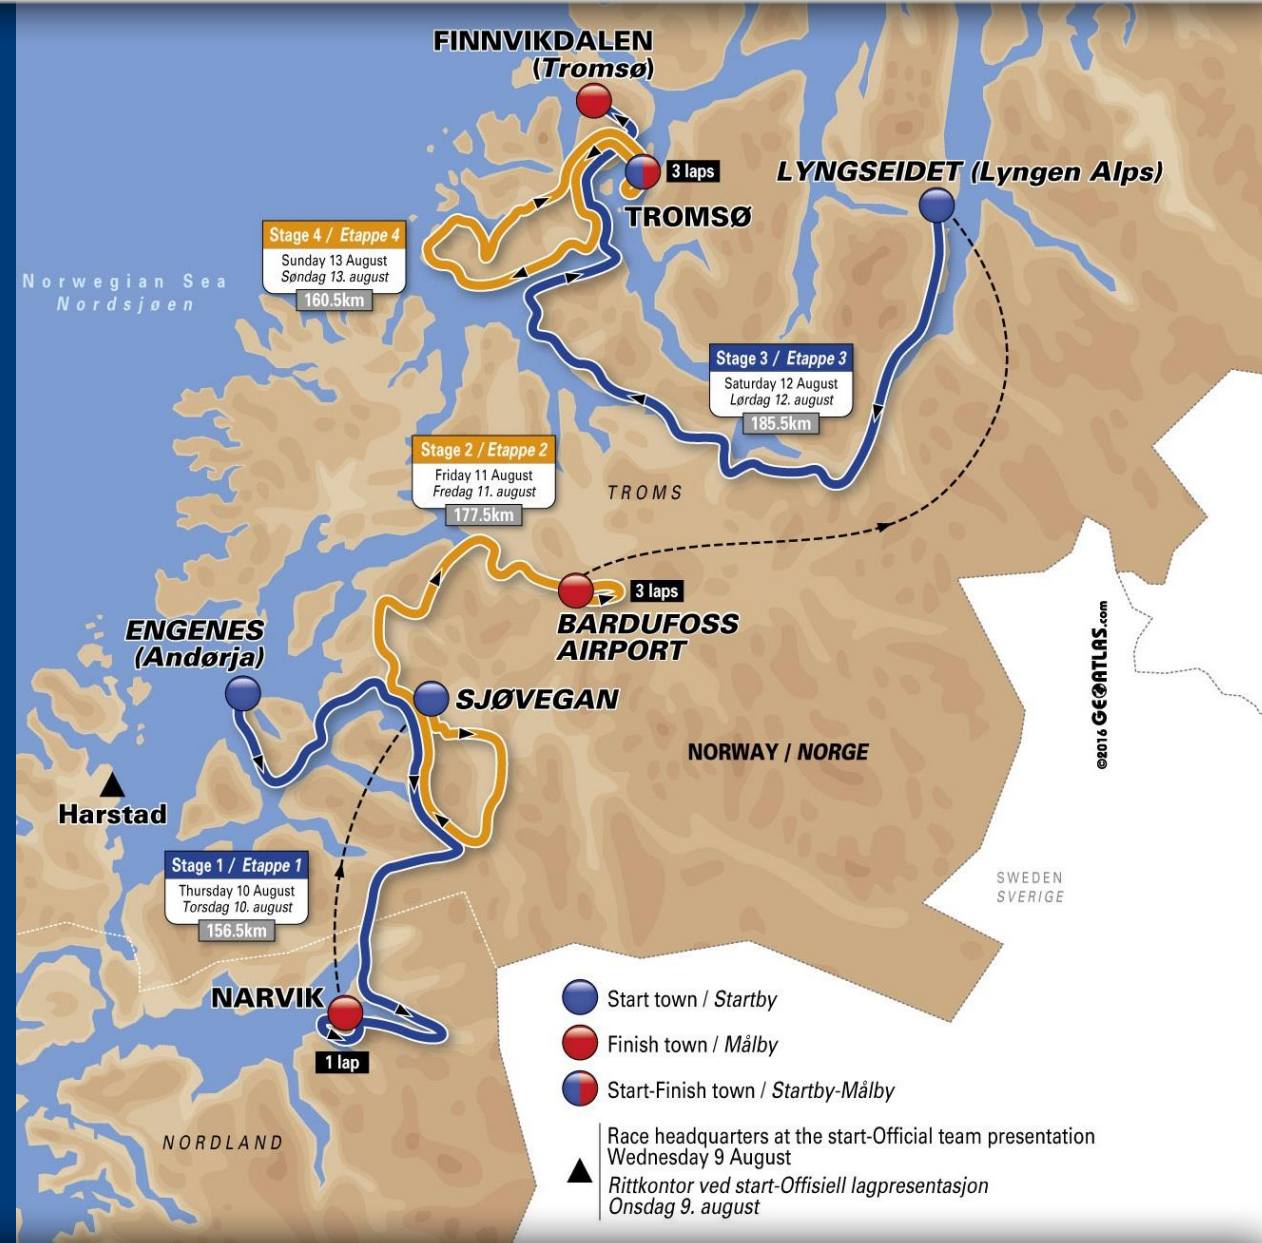 FINNVIKDALEN
(Tromsø)
3 laps
TROMSØ
LYNGSEIDET (Lyngen Alps)
Stage 4 / Etappe 4
Sunday 13 August
Søndag 13. august
160.5km
Norwegian Sea
Nordsjøen
Stage 3 / Etappe 3
Saturday 12 August
Lørdag 12. august
185.5km
Stage 2 / Etappe 2
Friday 11 August
Fredag 11. august
177.5km
TROMS
3 laps
BARDUFOSS
AIRPORT
ENGENES
(Andørja)
SJØVEGAN
NORWAY / NORGE
©2016 GEOATLAS.com
Harstad
Stage 1 / Etappe 1
Thursday 10 August
Torsdag 10. august
156.5km
SWEDEN
SVERIGE
NARVIK
1 lap
NORDLAND
Start town / Startby
Finish town / Målby
Start-Finish town / Startby-Målby
Race headquarters at the start-Official team presentation
Wednesday 9 August
Rittkontor ved start-Offisiell lagpresentasjon
Onsdag 9. august